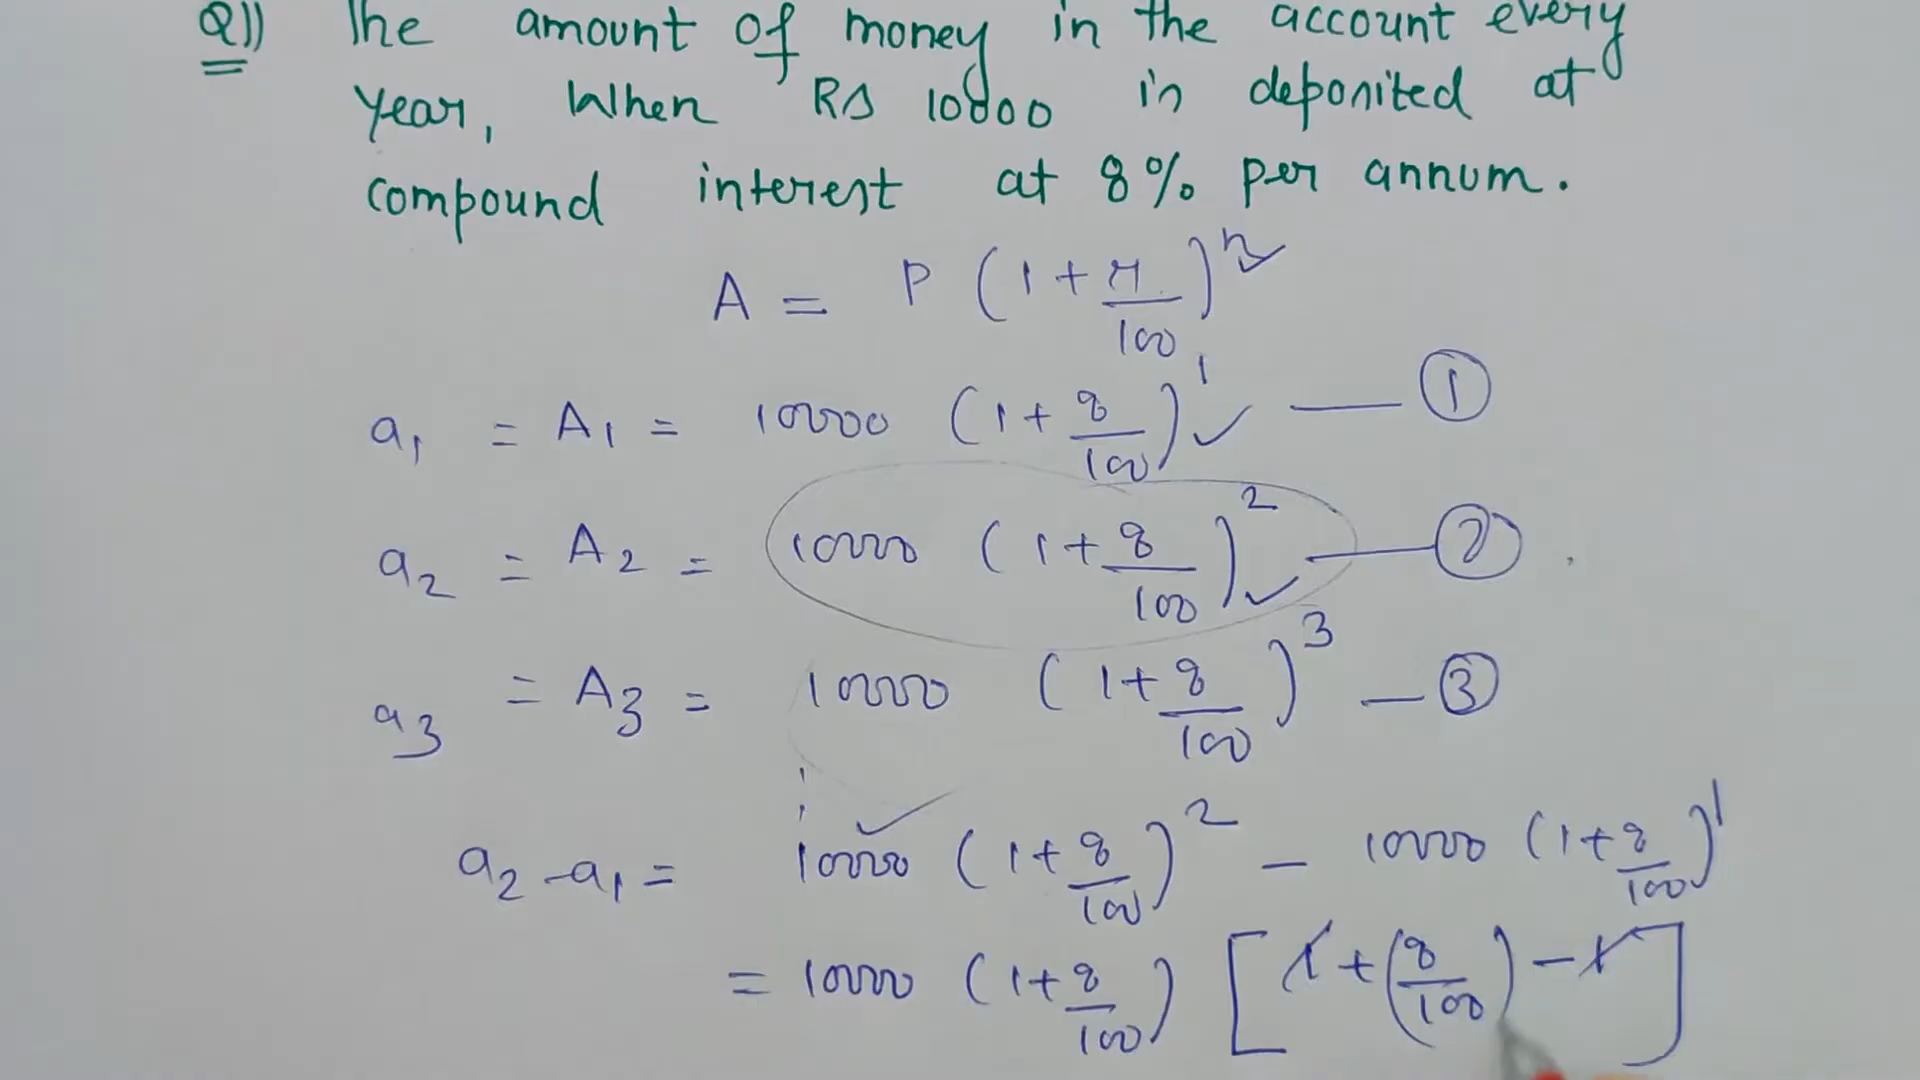 Q1) The amount of money in the account every
year, when Rs 10000 is deposited at
compound interest at 8% per annum.
A = P (1 + r/100)^n
a₁ = A₁ = 10000 (1 + 8/100)^1 ✓ — ①
a₂ = A₂ = 10000 (1 + 8/100)^2 ✓ — ②
a₃ = A₃ = 10000 (1 + 8/100)^3 — ③
a₂ - a₁ = 10000 (1 + 8/100)^2 - 10000 (1 + 8/100)^1
= 10000 (1 + 8/100) [1 + (8/100) - 1]